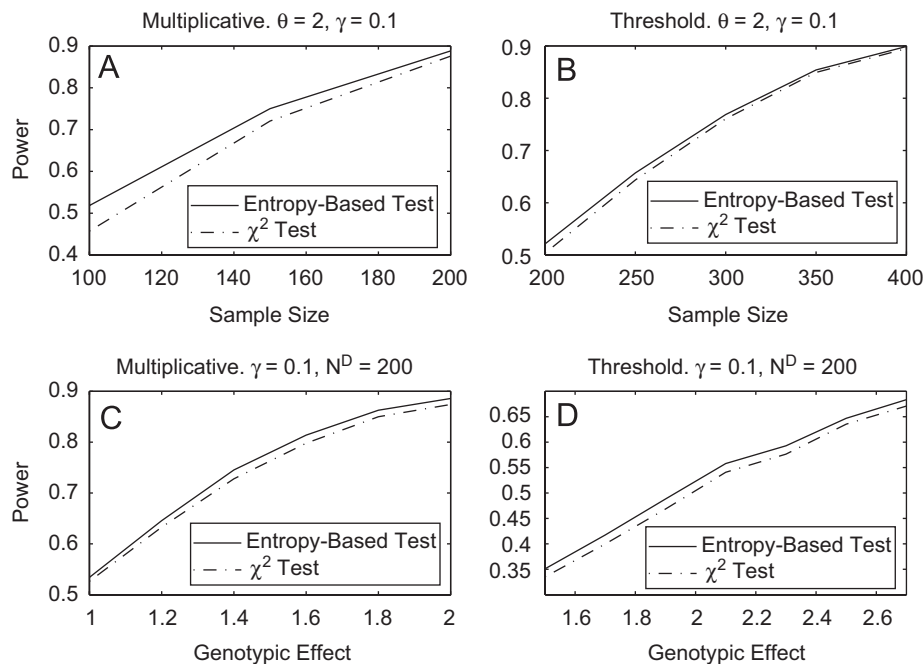 Multiplicative. θ = 2, γ = 0.1
A
Power
0.9
0.8
0.7
0.6
0.5
0.4
Entropy-Based Test
χ² Test
100 120 140 160 180 200
Sample Size
Threshold. θ = 2, γ = 0.1
B
0.9
0.8
0.7
0.6
0.5
Entropy-Based Test
χ² Test
200 250 300 350 400
Sample Size
Multiplicative. γ = 0.1, N^D = 200
C
Power
0.9
0.8
0.7
0.6
0.5
Entropy-Based Test
χ² Test
1 1.2 1.4 1.6 1.8 2
Genotypic Effect
Threshold. γ = 0.1, N^D = 200
D
0.65
0.6
0.55
0.5
0.45
0.4
0.35
Entropy-Based Test
χ² Test
1.6 1.8 2 2.2 2.4 2.6
Genotypic Effect